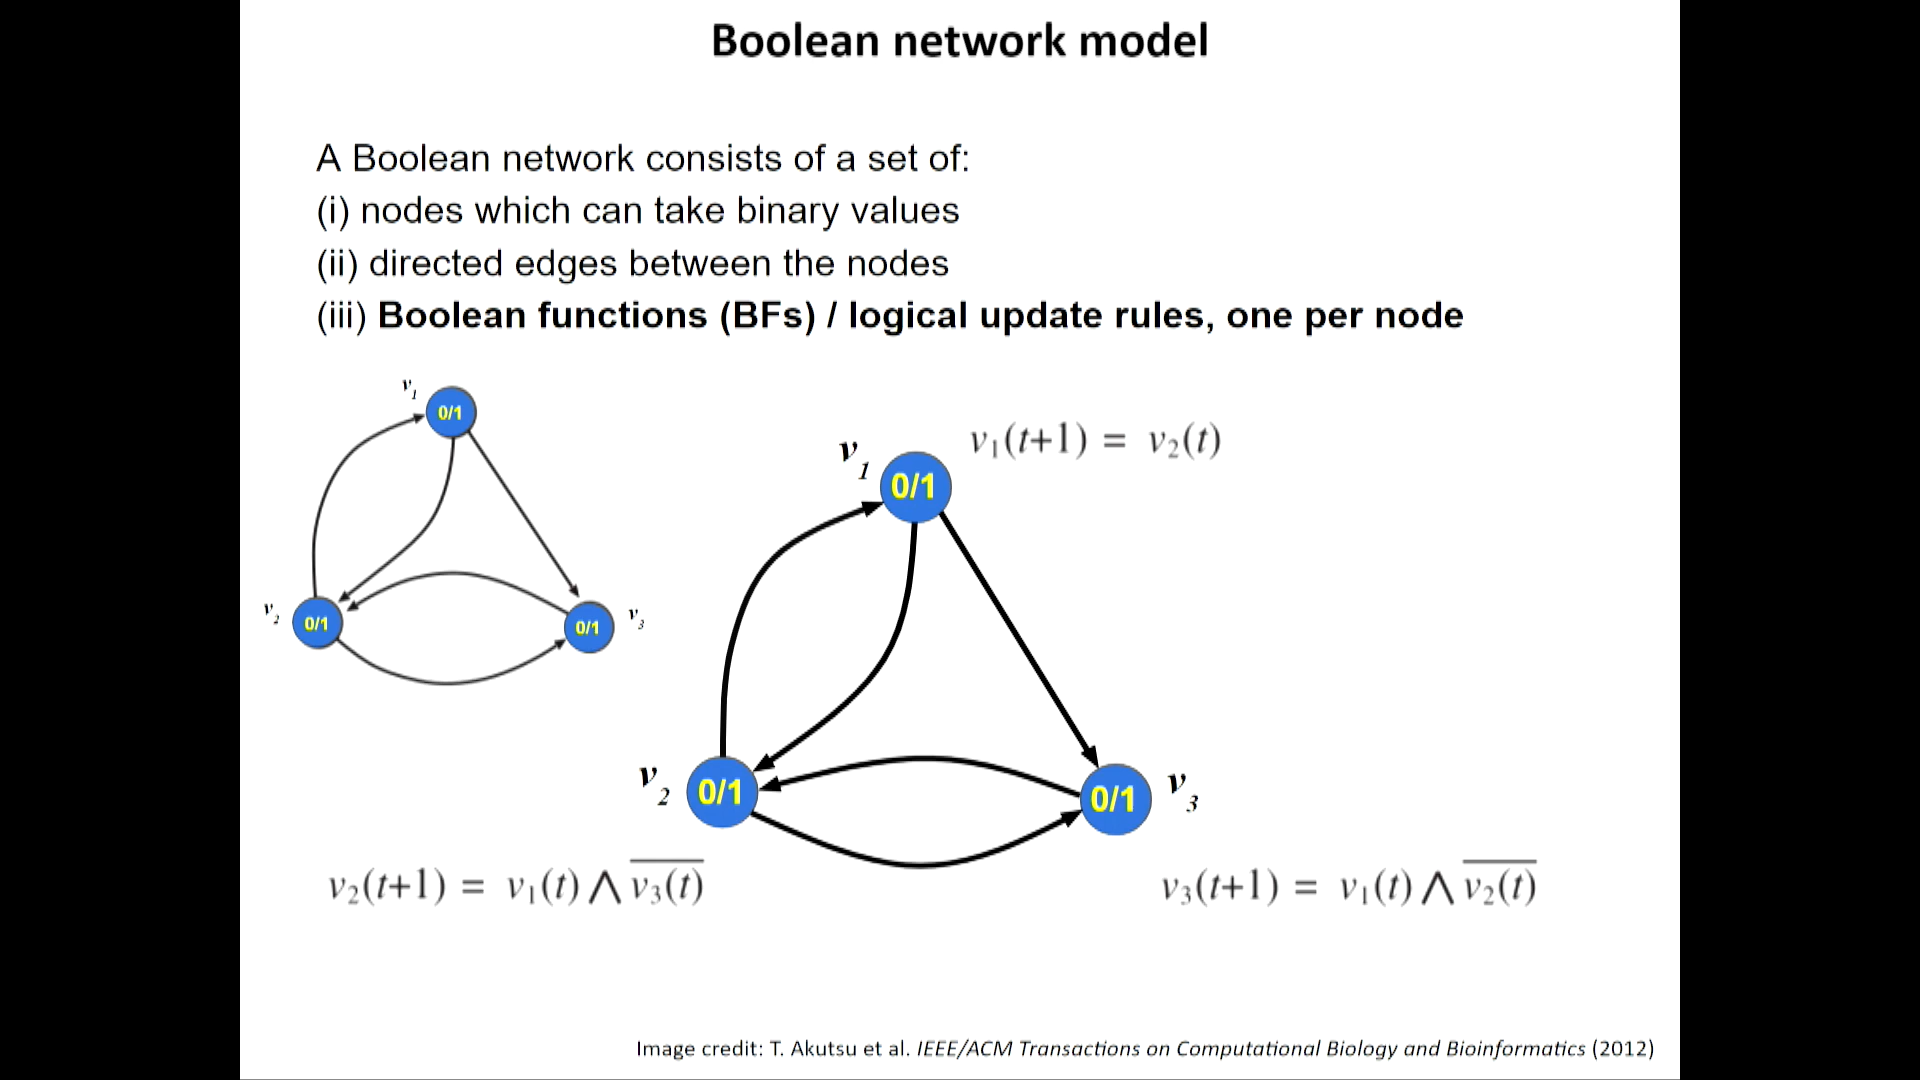 Boolean network model
A Boolean network consists of a set of:
(i) nodes which can take binary values
(ii) directed edges between the nodes
(iii) Boolean functions (BFs) / logical update rules, one per node
v₁
0/1
v₂
0/1
0/1
v₃
v₁
0/1
v₁(t+1) = v₂(t)
v₂
0/1
0/1
v₃
v₂(t+1) = v₁(t) ∧ v̅₃̅(̅t̅)̅
v₃(t+1) = v₁(t) ∧ v̅₂̅(̅t̅)̅
Image credit: T. Akutsu et al. IEEE/ACM Transactions on Computational Biology and Bioinformatics (2012)